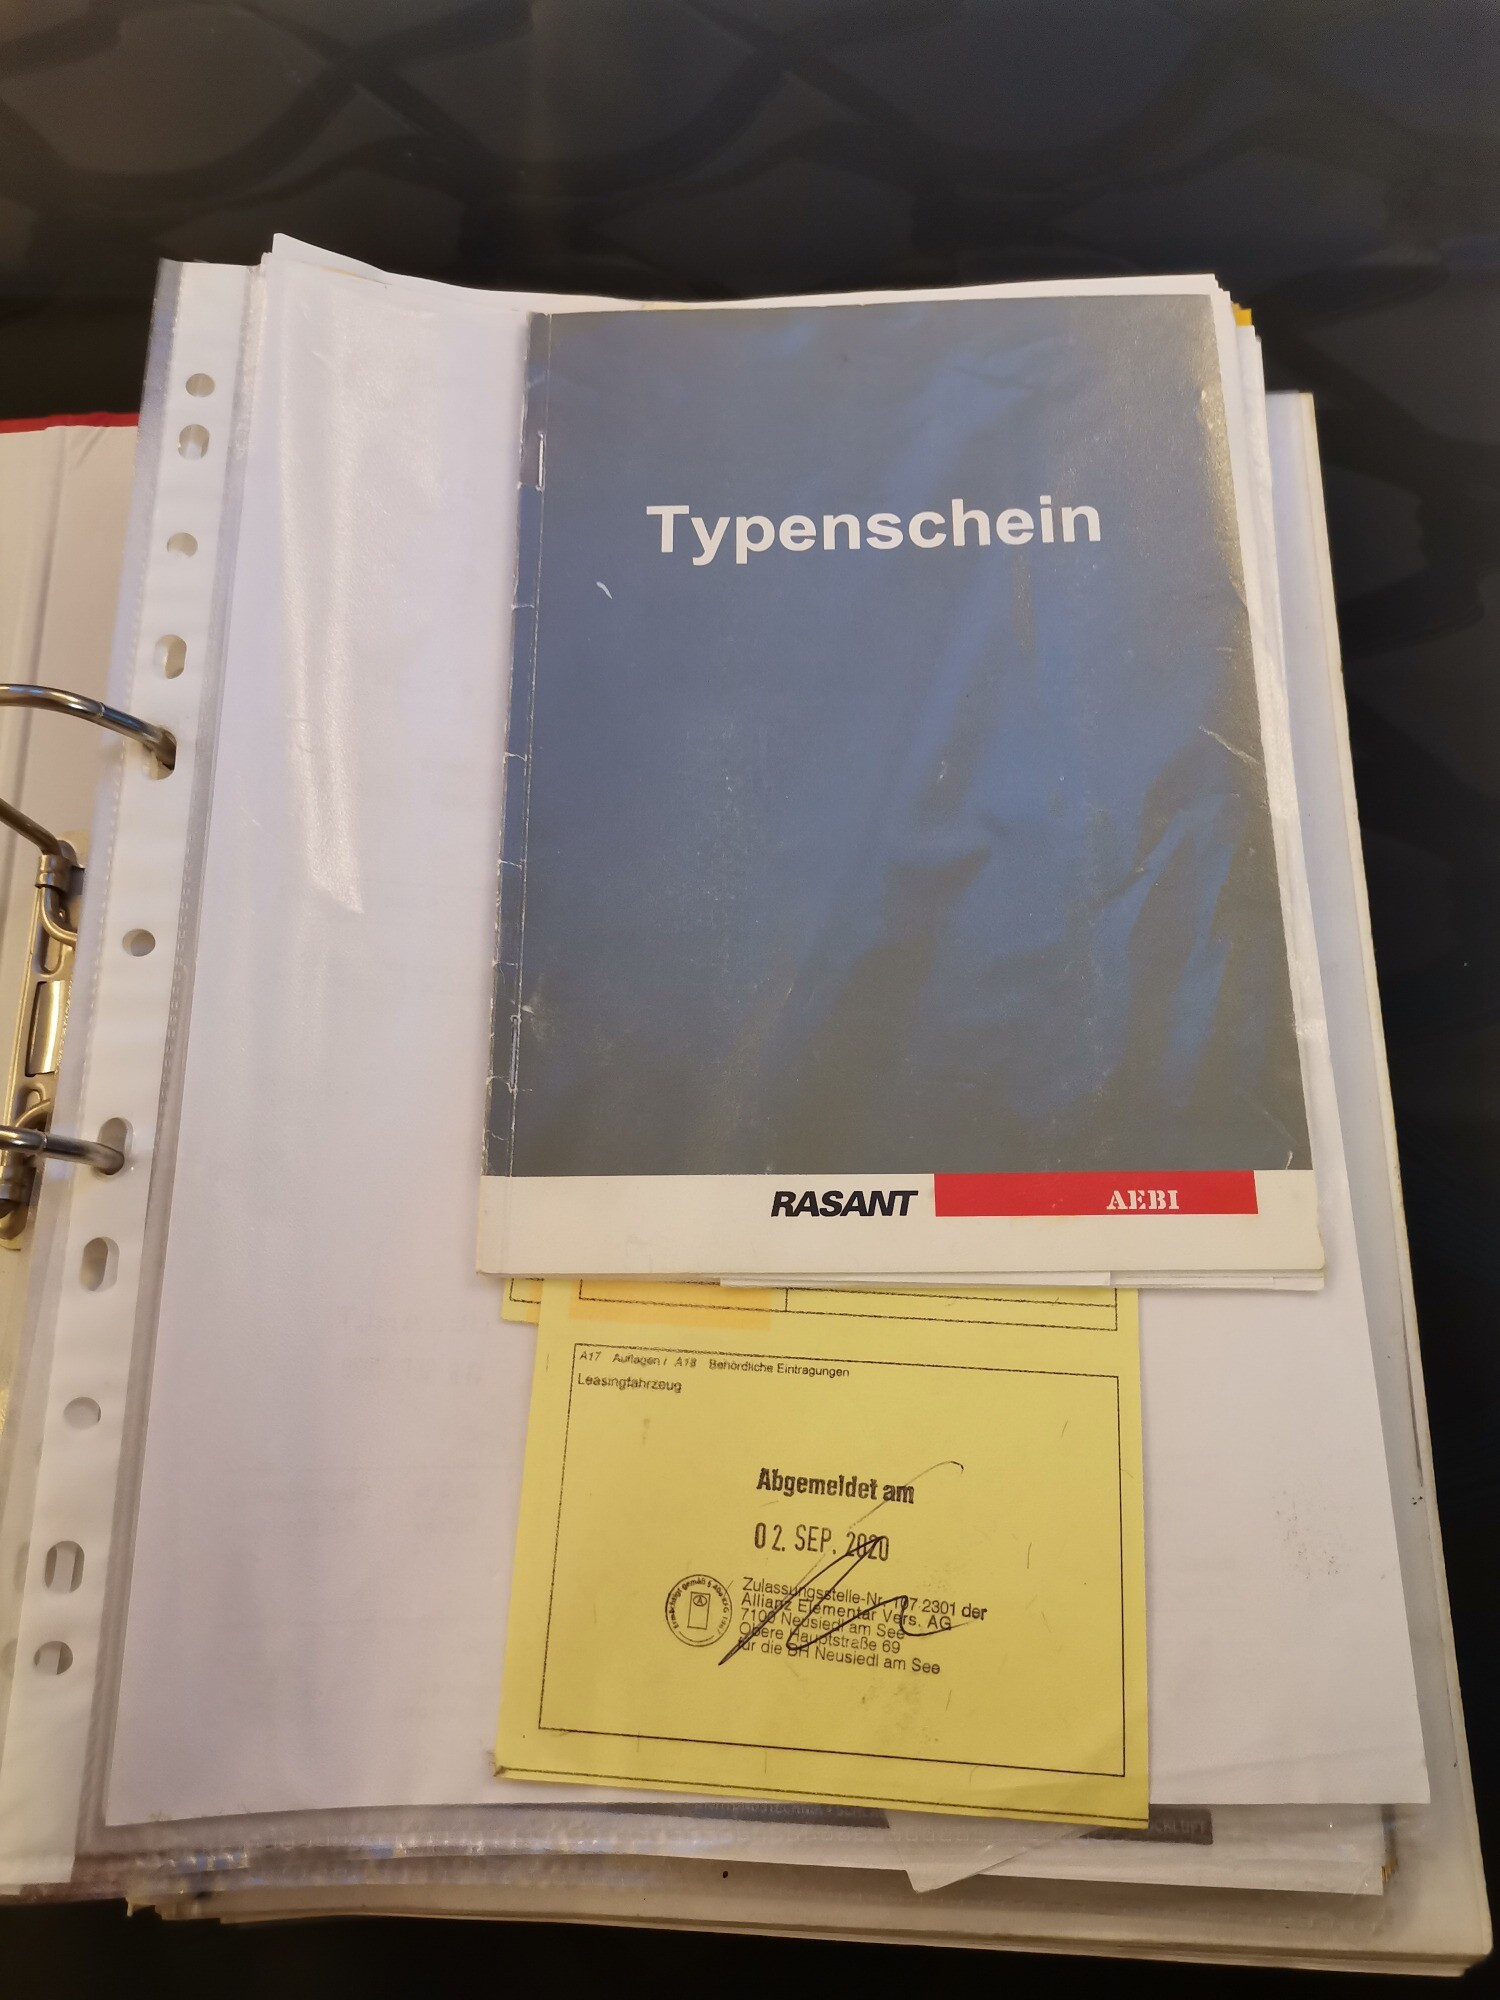 Typenschein
RASANT AEBI
A17 Auflagen / A18 Behördliche Eintragungen
Leasingfahrzeug
Abgemeldet am
02. SEP. 2020
Zulassungsstelle-Nr. 107 2301 der
Allianz Elementar Vers. AG
7100 Neusiedl am See
Obere Hauptstraße 69
für die BH Neusiedl am See